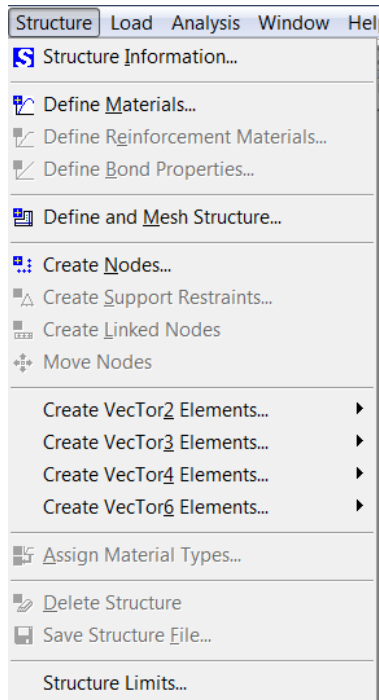 Structure Load Analysis Window Hel
Structure Information...
Define Materials...
Define Reinforcement Materials...
Define Bond Properties...
Define and Mesh Structure...
Create Nodes...
Create Support Restraints...
Create Linked Nodes
Move Nodes
Create VecTor2 Elements...
Create VecTor3 Elements...
Create VecTor4 Elements...
Create VecTor6 Elements...
Assign Material Types...
Delete Structure
Save Structure File...
Structure Limits...